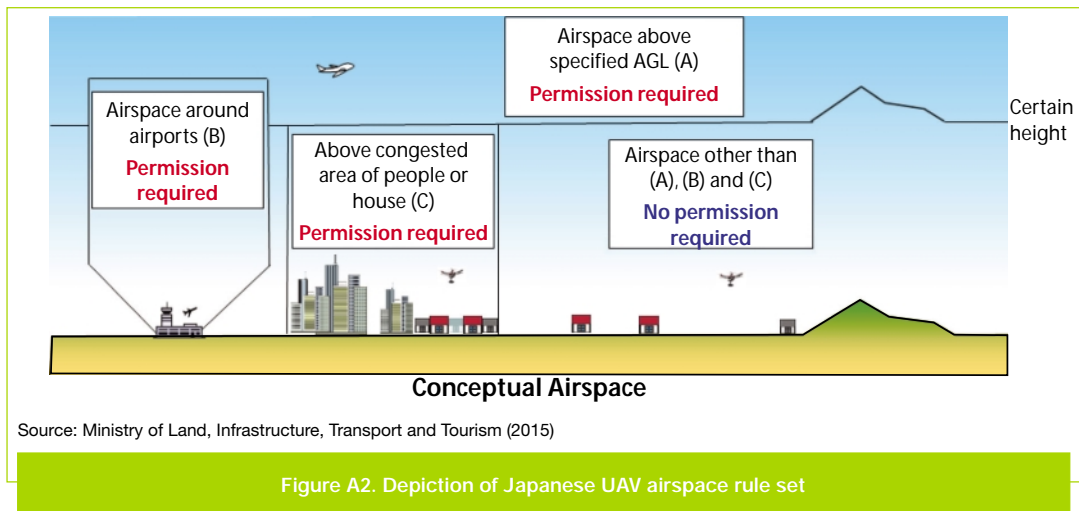 Airspace above
specified AGL (A)
Permission required
Certain
height
Airspace around
airports (B)
Permission
required
Above congested
area of people or
house (C)
Permission required
Airspace other than
(A), (B) and (C)
No permission
required
Conceptual Airspace
Source: Ministry of Land, Infrastructure, Transport and Tourism (2015)
Figure A2. Depiction of Japanese UAV airspace rule set